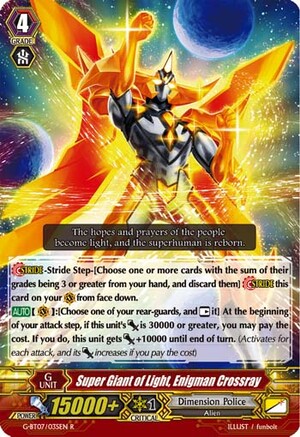 4
GRADE
The hopes and prayers of the people
become light, and the superhuman is reborn.
STRIDE-Stride Step-[Choose one or more cards with the sum of their
grades being 3 or greater from your hand, and discard them] STRIDE this
card on your from face down.
AUTO [ ]:[Choose one of your rear-guards, and it] At the beginning
of your attack step, if this unit's is 30000 or greater, you may pay the
cost. If you do, this unit gets +10000 until end of turn. (Activates for
each attack, and its increases if you pay the cost)
G
UNIT
Super Giant of Light, Enigman Crossray
POWER
15000+
1
CRITICAL
Dimension Police
Alien
G-BT07/035EN R
ILLUST / funbolt